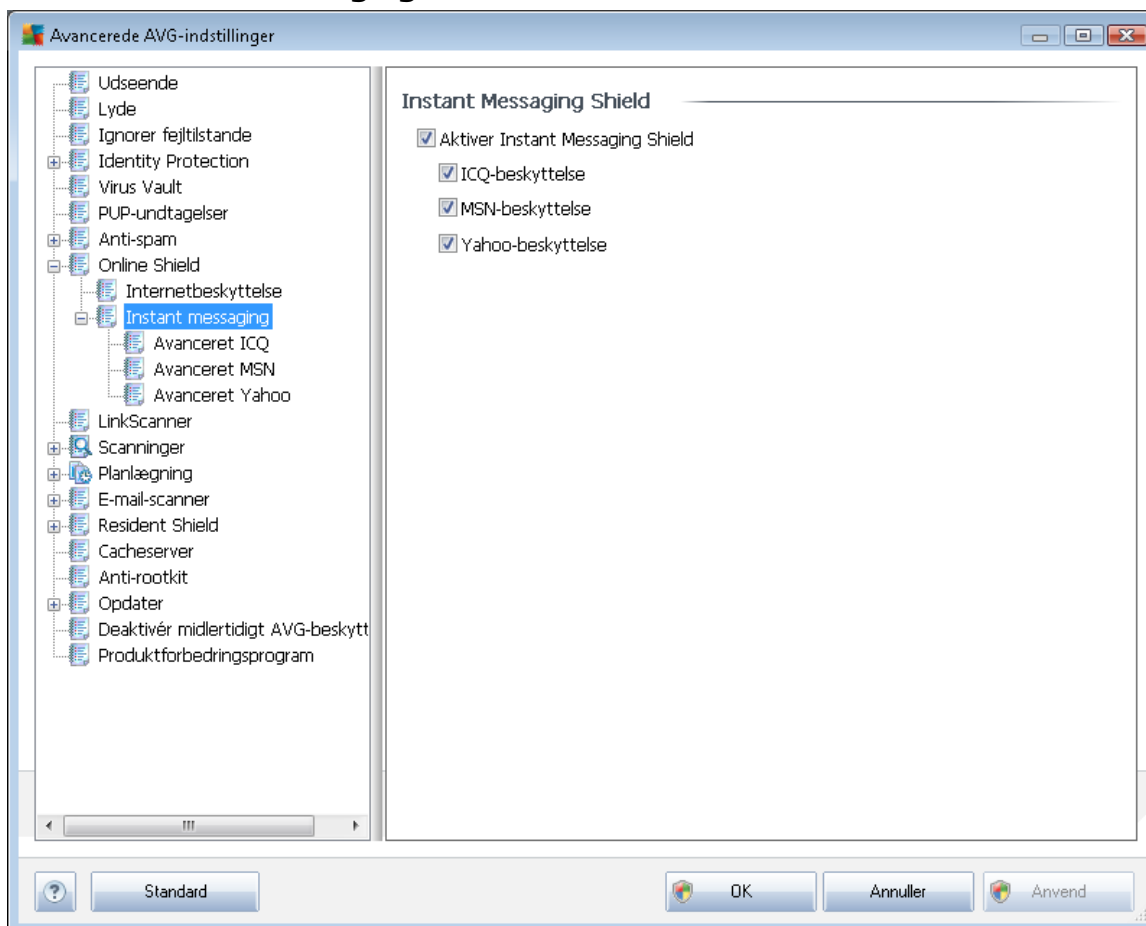 Avancerede AVG-indstillinger
Udseende
Lyde
Ignorer fejltilstande
Identity Protection
Virus Vault
PUP-undtagelser
Anti-spam
Online Shield
Internetbeskyttelse
Instant messaging
Avanceret ICQ
Avanceret MSN
Avanceret Yahoo
LinkScanner
Scanninger
Planlægning
E-mail-scanner
Resident Shield
Cacheserver
Anti-rootkit
Opdater
Deaktivér midlertidigt AVG-beskytt
Produktforbedringsprogram
Instant Messaging Shield
Aktiver Instant Messaging Shield
ICQ-beskyttelse
MSN-beskyttelse
Yahoo-beskyttelse
? Standard OK Annuller Anvend